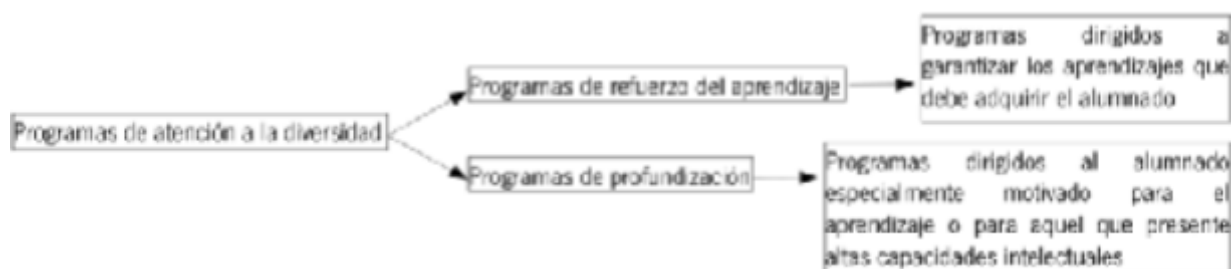 Programas de atención a la diversidad
Programas de refuerzo del aprendizaje
Programas dirigidos a
garantizar los aprendizajes que
debe adquirir el alumnado
Programas de profundización
Programas dirigidos al alumnado
especialmente motivado para el
aprendizaje o para aquel que presente
altas capacidades intelectuales